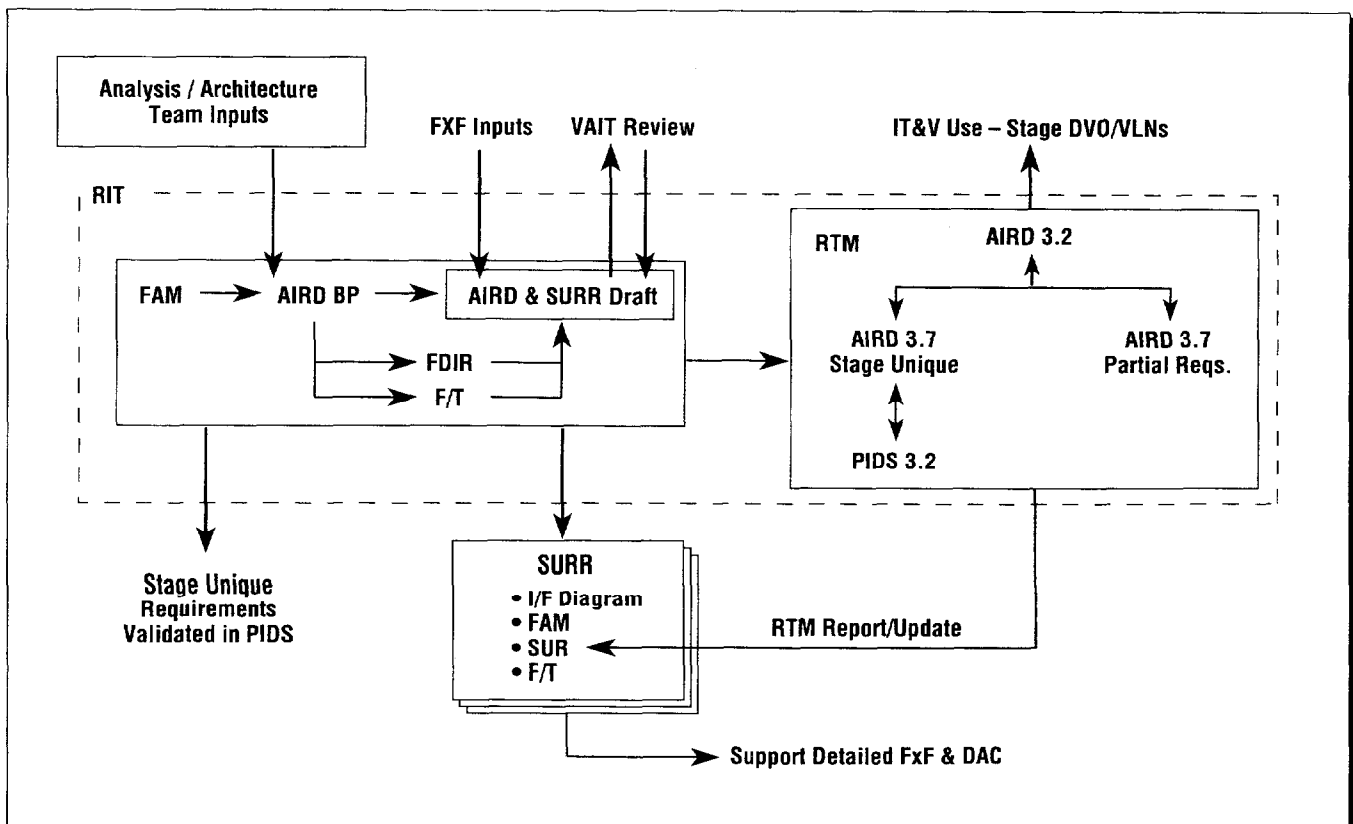 Analysis / Architecture
Team Inputs
FXF Inputs
VAIT Review
IT&V Use – Stage DVO/VLNs
RIT
RTM
AIRD 3.2
FAM
AIRD BP
AIRD & SURR Draft
FDIR
F/T
AIRD 3.7
Stage Unique
AIRD 3.7
Partial Reqs.
PIDS 3.2
Stage Unique
Requirements
Validated in PIDS
SURR
• I/F Diagram
• FAM
• SUR
• F/T
RTM Report/Update
Support Detailed FxF & DAC